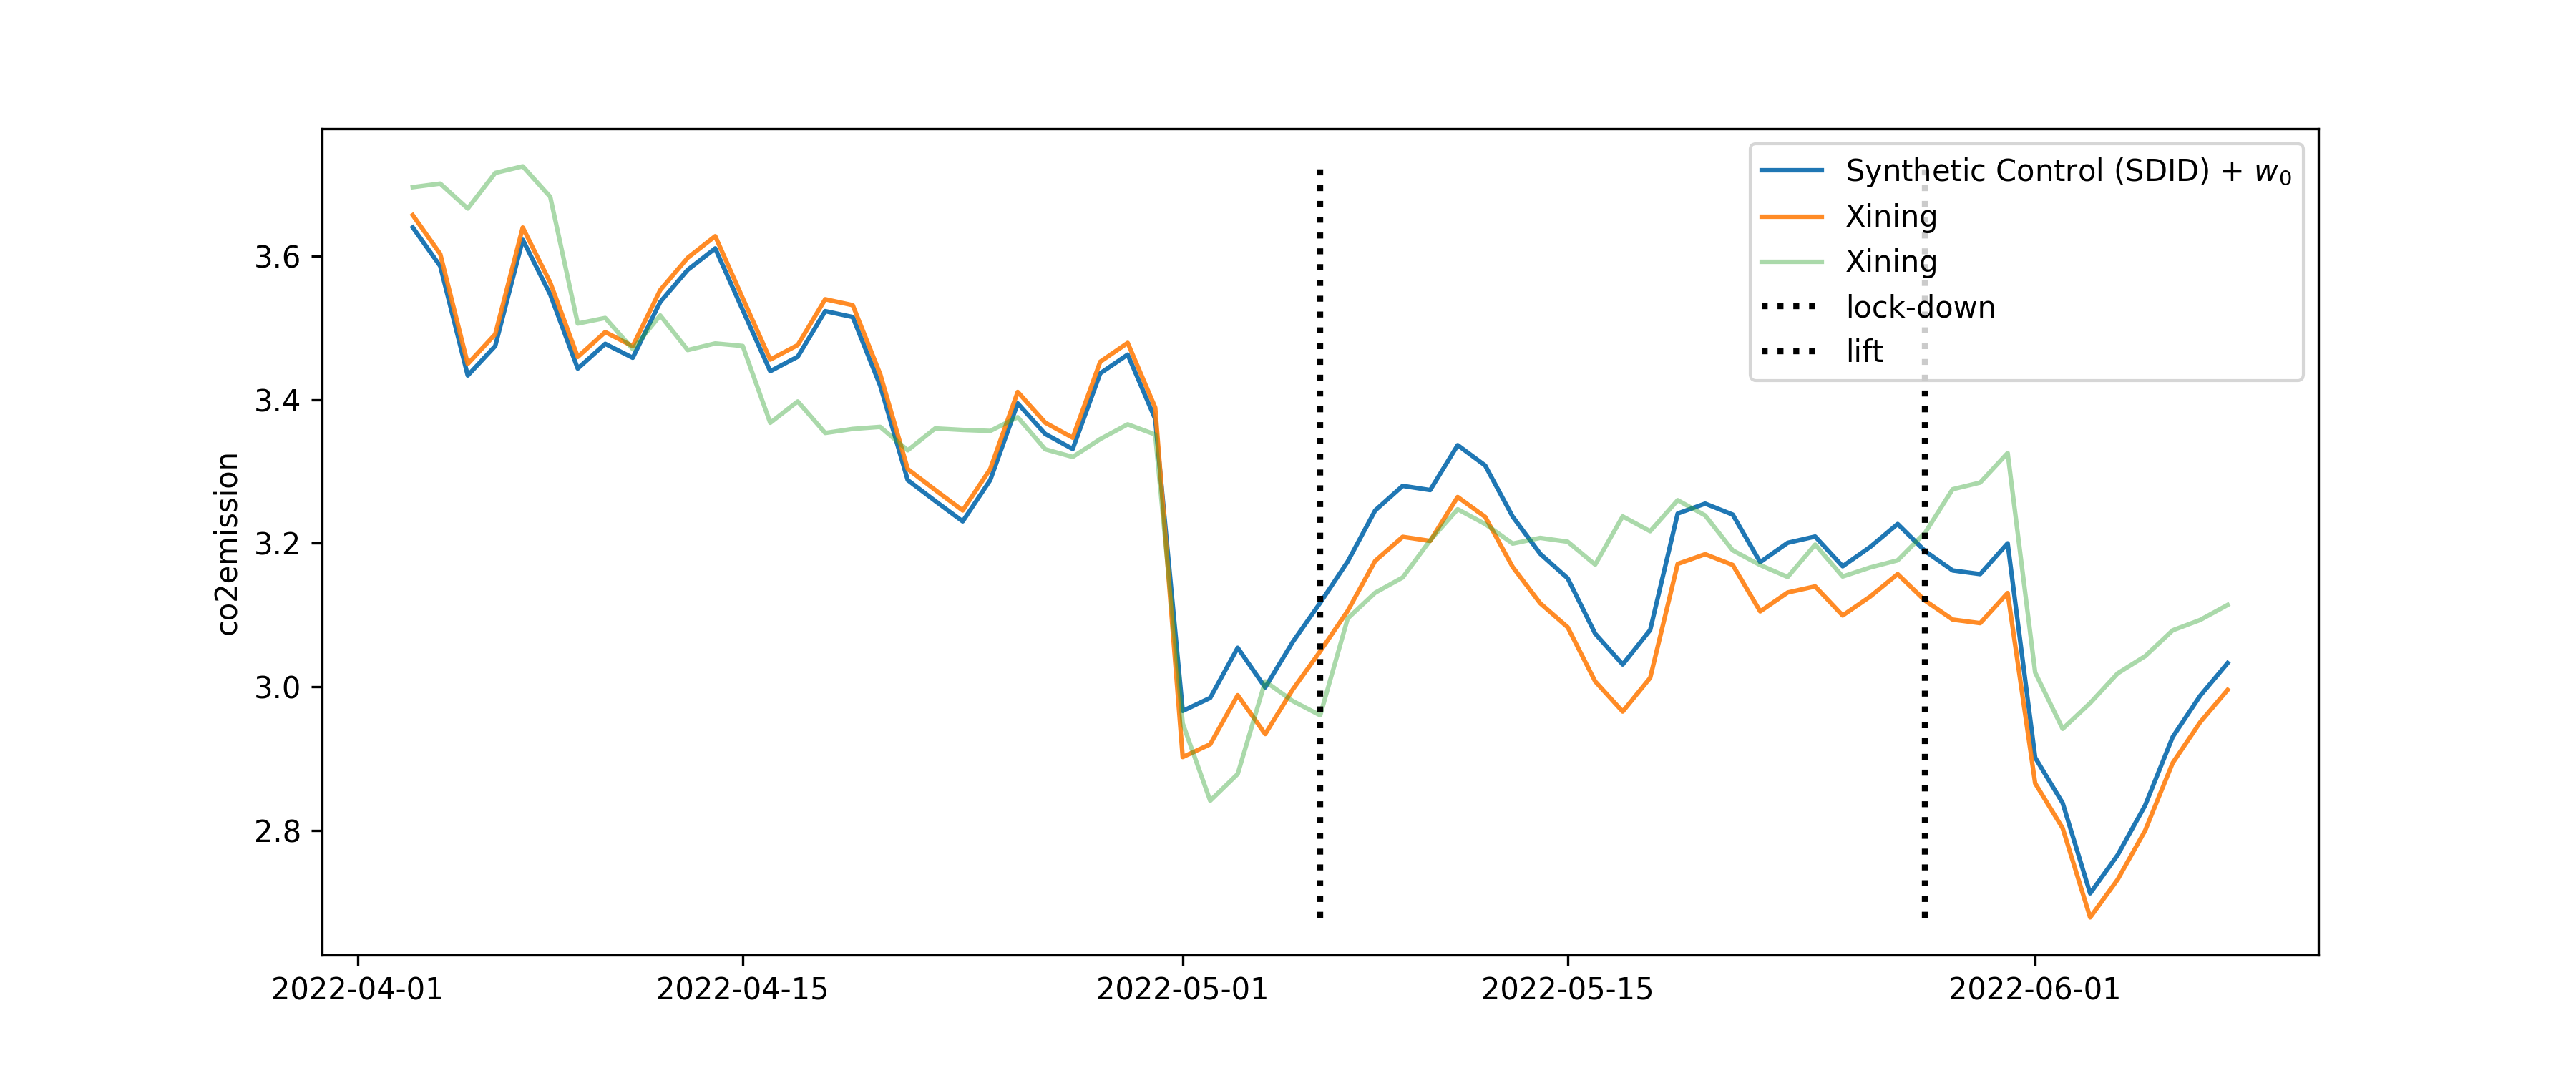 Synthetic Control (SDID) + w₀
Xining
Xining
lock-down
lift
co2emission
3.6
3.4
3.2
3.0
2.8
2022-04-01 2022-04-15 2022-05-01 2022-05-15 2022-06-01